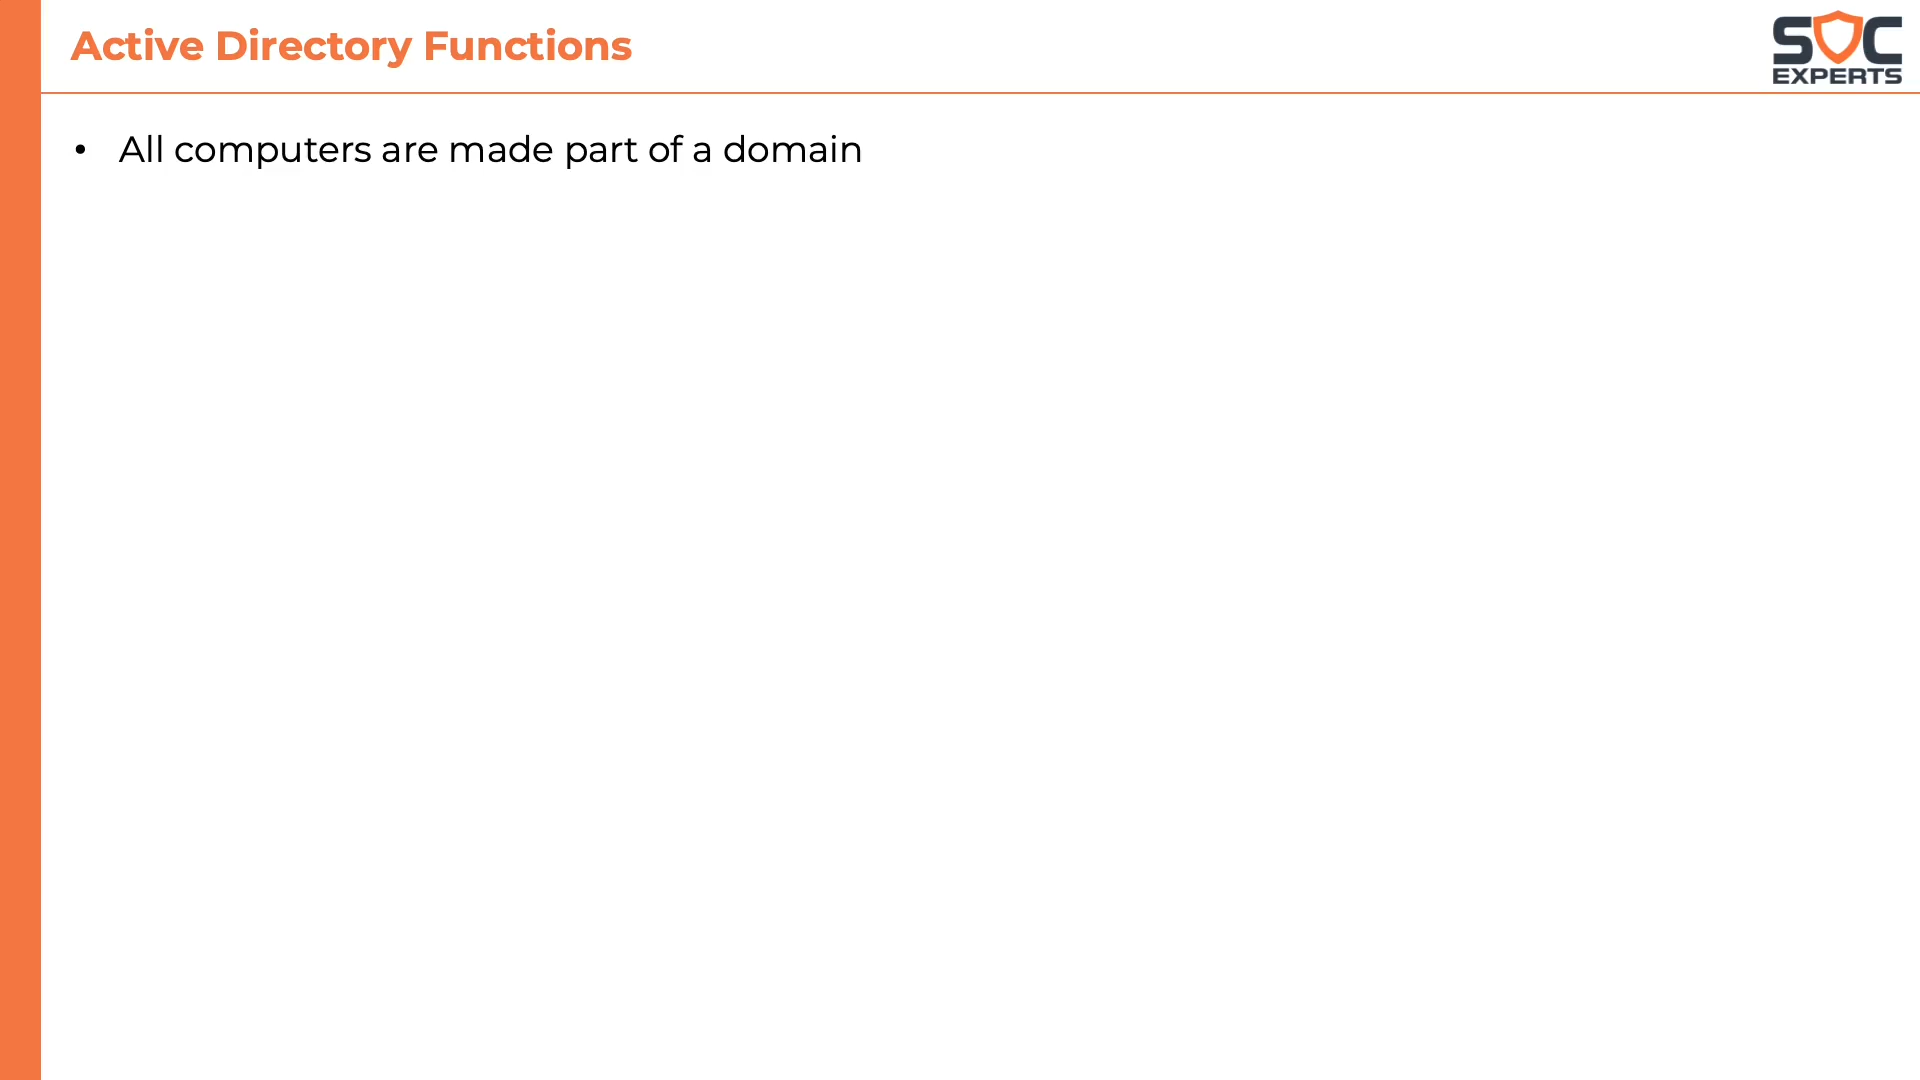 Active Directory Functions
SOC
EXPERTS
• All computers are made part of a domain